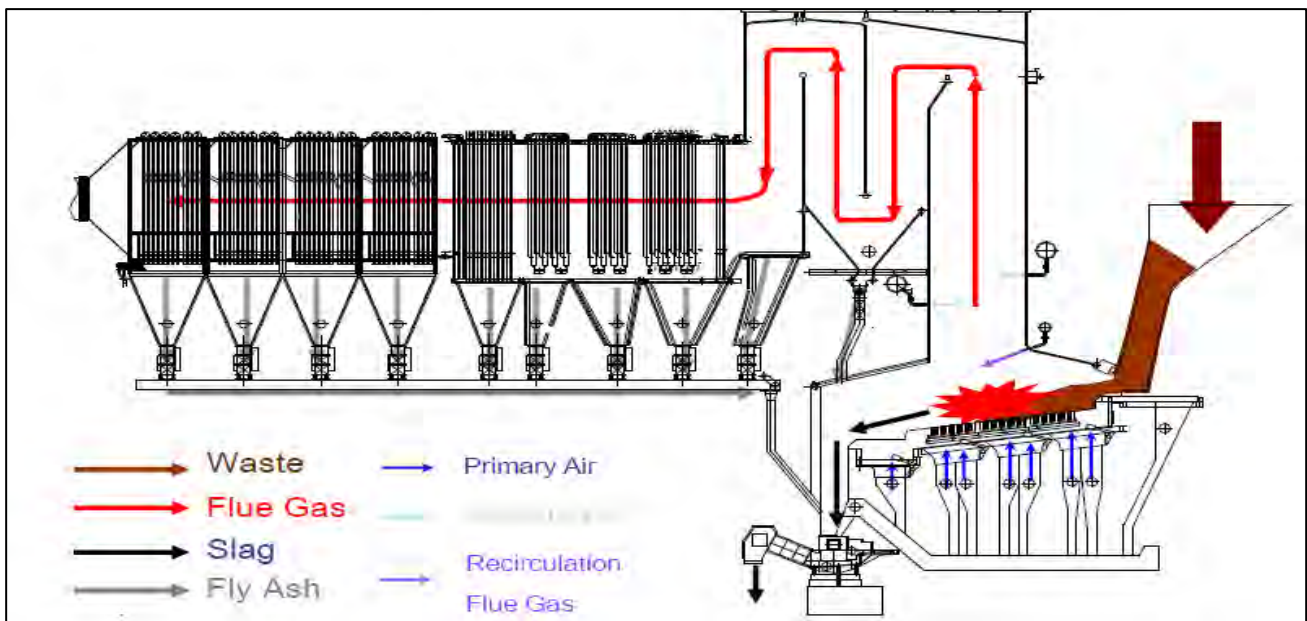 Waste
Flue Gas
Slag
Fly Ash
Primary Air
Recirculation
Flue Gas